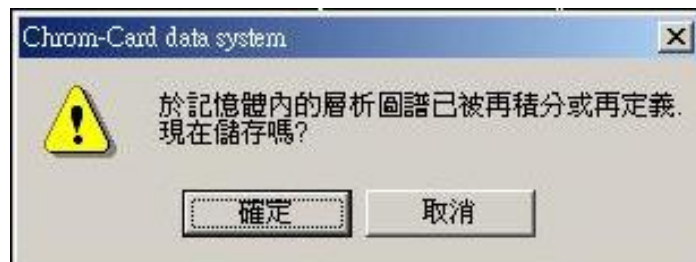 Chrom-Card data system
於記憶體內的層析圖譜已被再積分或再定義.
現在儲存嗎?
確定
取消